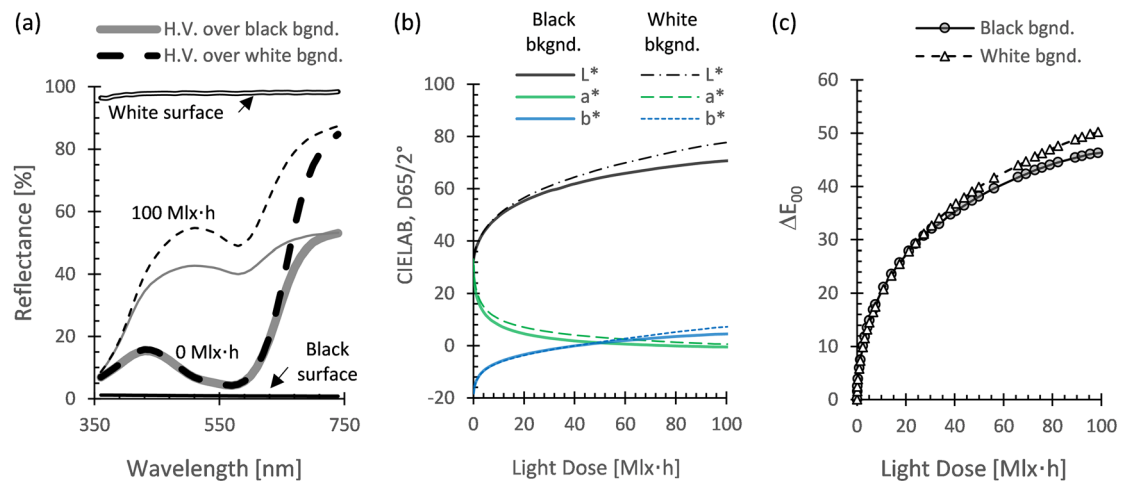 (a)
H.V. over black bgnd.
H.V. over white bgnd.
100
80
60
40
20
0
Reflectance [%]
White surface
100 Mlx·h
0 Mlx·h
Black
surface
350
550
750
Wavelength [nm]
(b)
Black
bkgnd.
White
bkgnd.
L*
L*
a*
a*
b*
b*
100
80
60
40
20
0
-20
CIELAB, D65/2°
0
20
40
60
80
100
Light Dose [Mlx·h]
(c)
Black bgnd.
White bgnd.
60
50
40
30
20
10
0
ΔE00
0
20
40
60
80
100
Light Dose [Mlx·h]